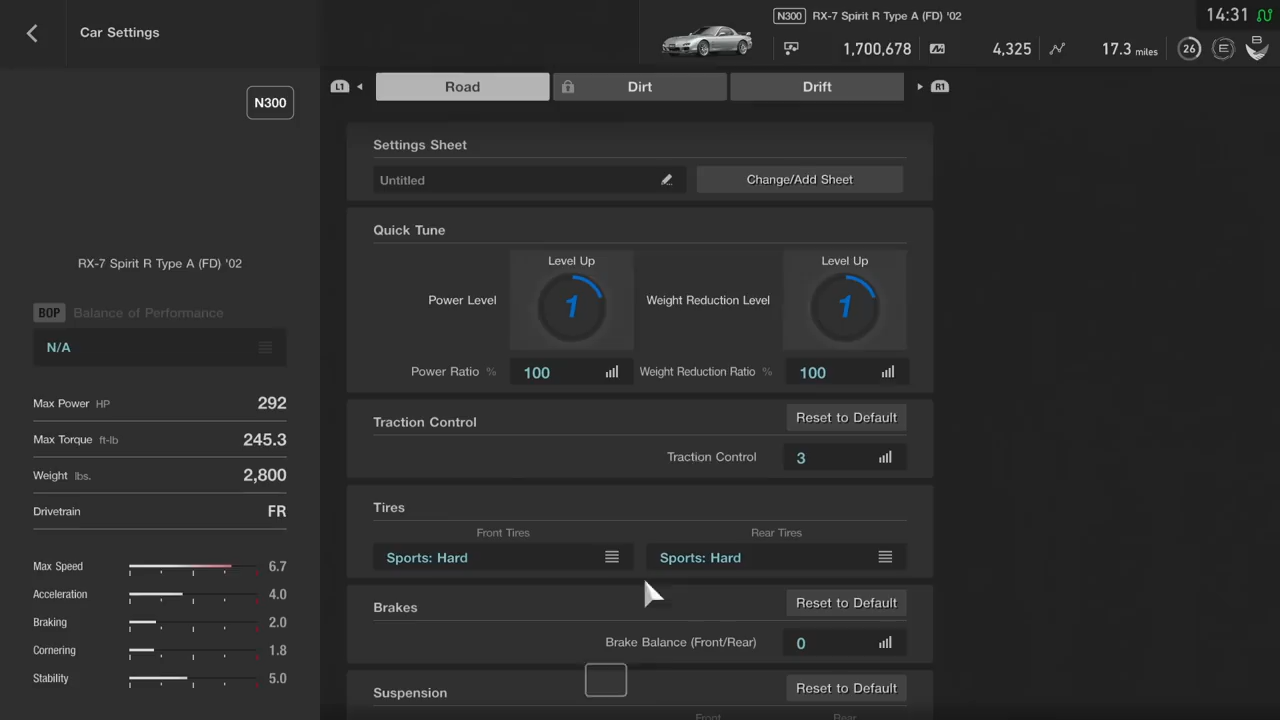 Car Settings
N300 RX-7 Spirit R Type A (FD) '02
14:31
1,700,678
4,325
17.3 miles
26
E
B
N300
L1
Road
Dirt
Drift
R1
Settings Sheet
Untitled
Change/Add Sheet
Quick Tune
Level Up
Level Up
Power Level
1
Weight Reduction Level
1
Power Ratio %
100
Weight Reduction Ratio %
100
RX-7 Spirit R Type A (FD) '02
BOP Balance of Performance
N/A
Max Power HP 292
Max Torque ft-lb 245.3
Weight lbs. 2,800
Drivetrain FR
Max Speed 6.7
Acceleration 4.0
Braking 2.0
Cornering 1.8
Stability 5.0
Traction Control
Reset to Default
Traction Control
3
Tires
Front Tires
Rear Tires
Sports: Hard
Sports: Hard
Brakes
Reset to Default
Brake Balance (Front/Rear)
0
Suspension
Reset to Default
Front
Rear